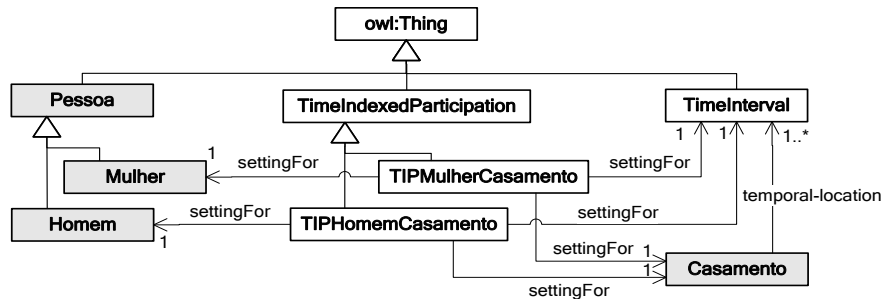 owl:Thing
Pessoa
TimeIndexedParticipation
TimeInterval
1
1
1..*
1
settingFor
settingFor
Mulher
TIPMulherCasamento
temporal-location
settingFor
settingFor
Homem
1
TIPHomemCasamento
settingFor
1
1
Casamento
settingFor